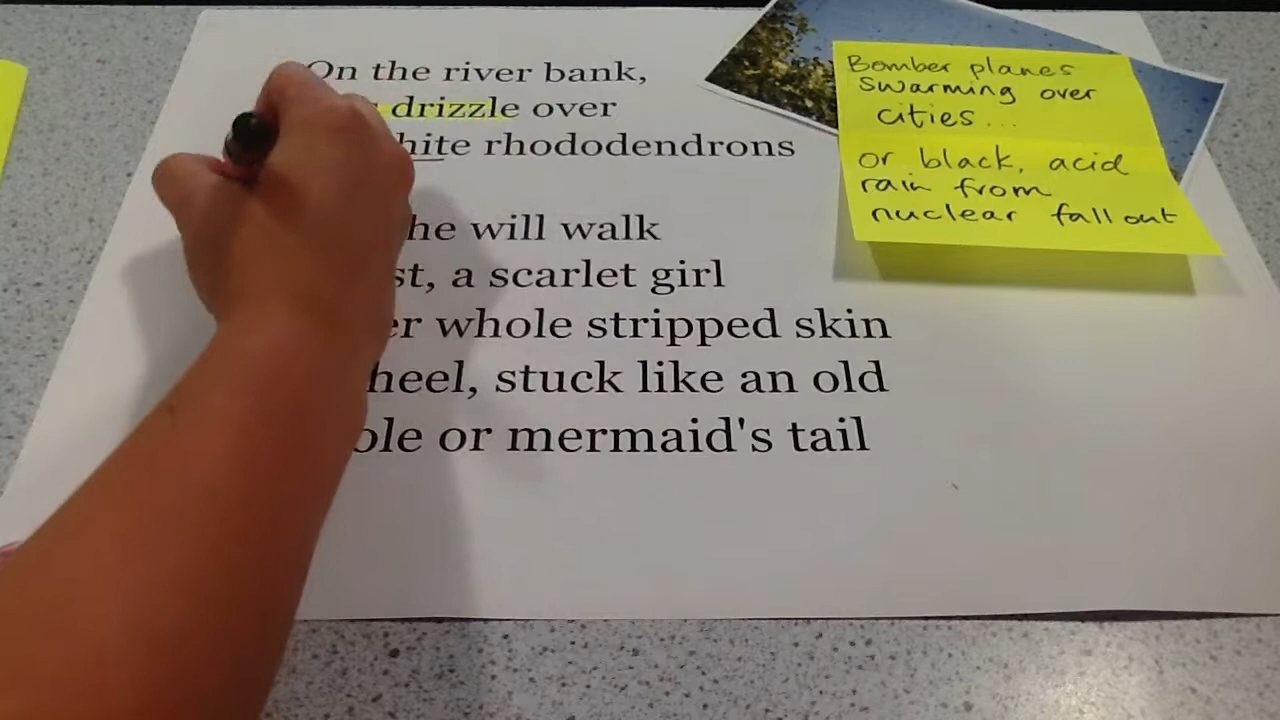 On the river bank,
drizzle over
white rhododendrons
he will walk
st, a scarlet girl
er whole stripped skin
heel, stuck like an old
ole or mermaid's tail
Bomber planes
swarming over
cities...
or black, acid
rain from
nuclear fall out